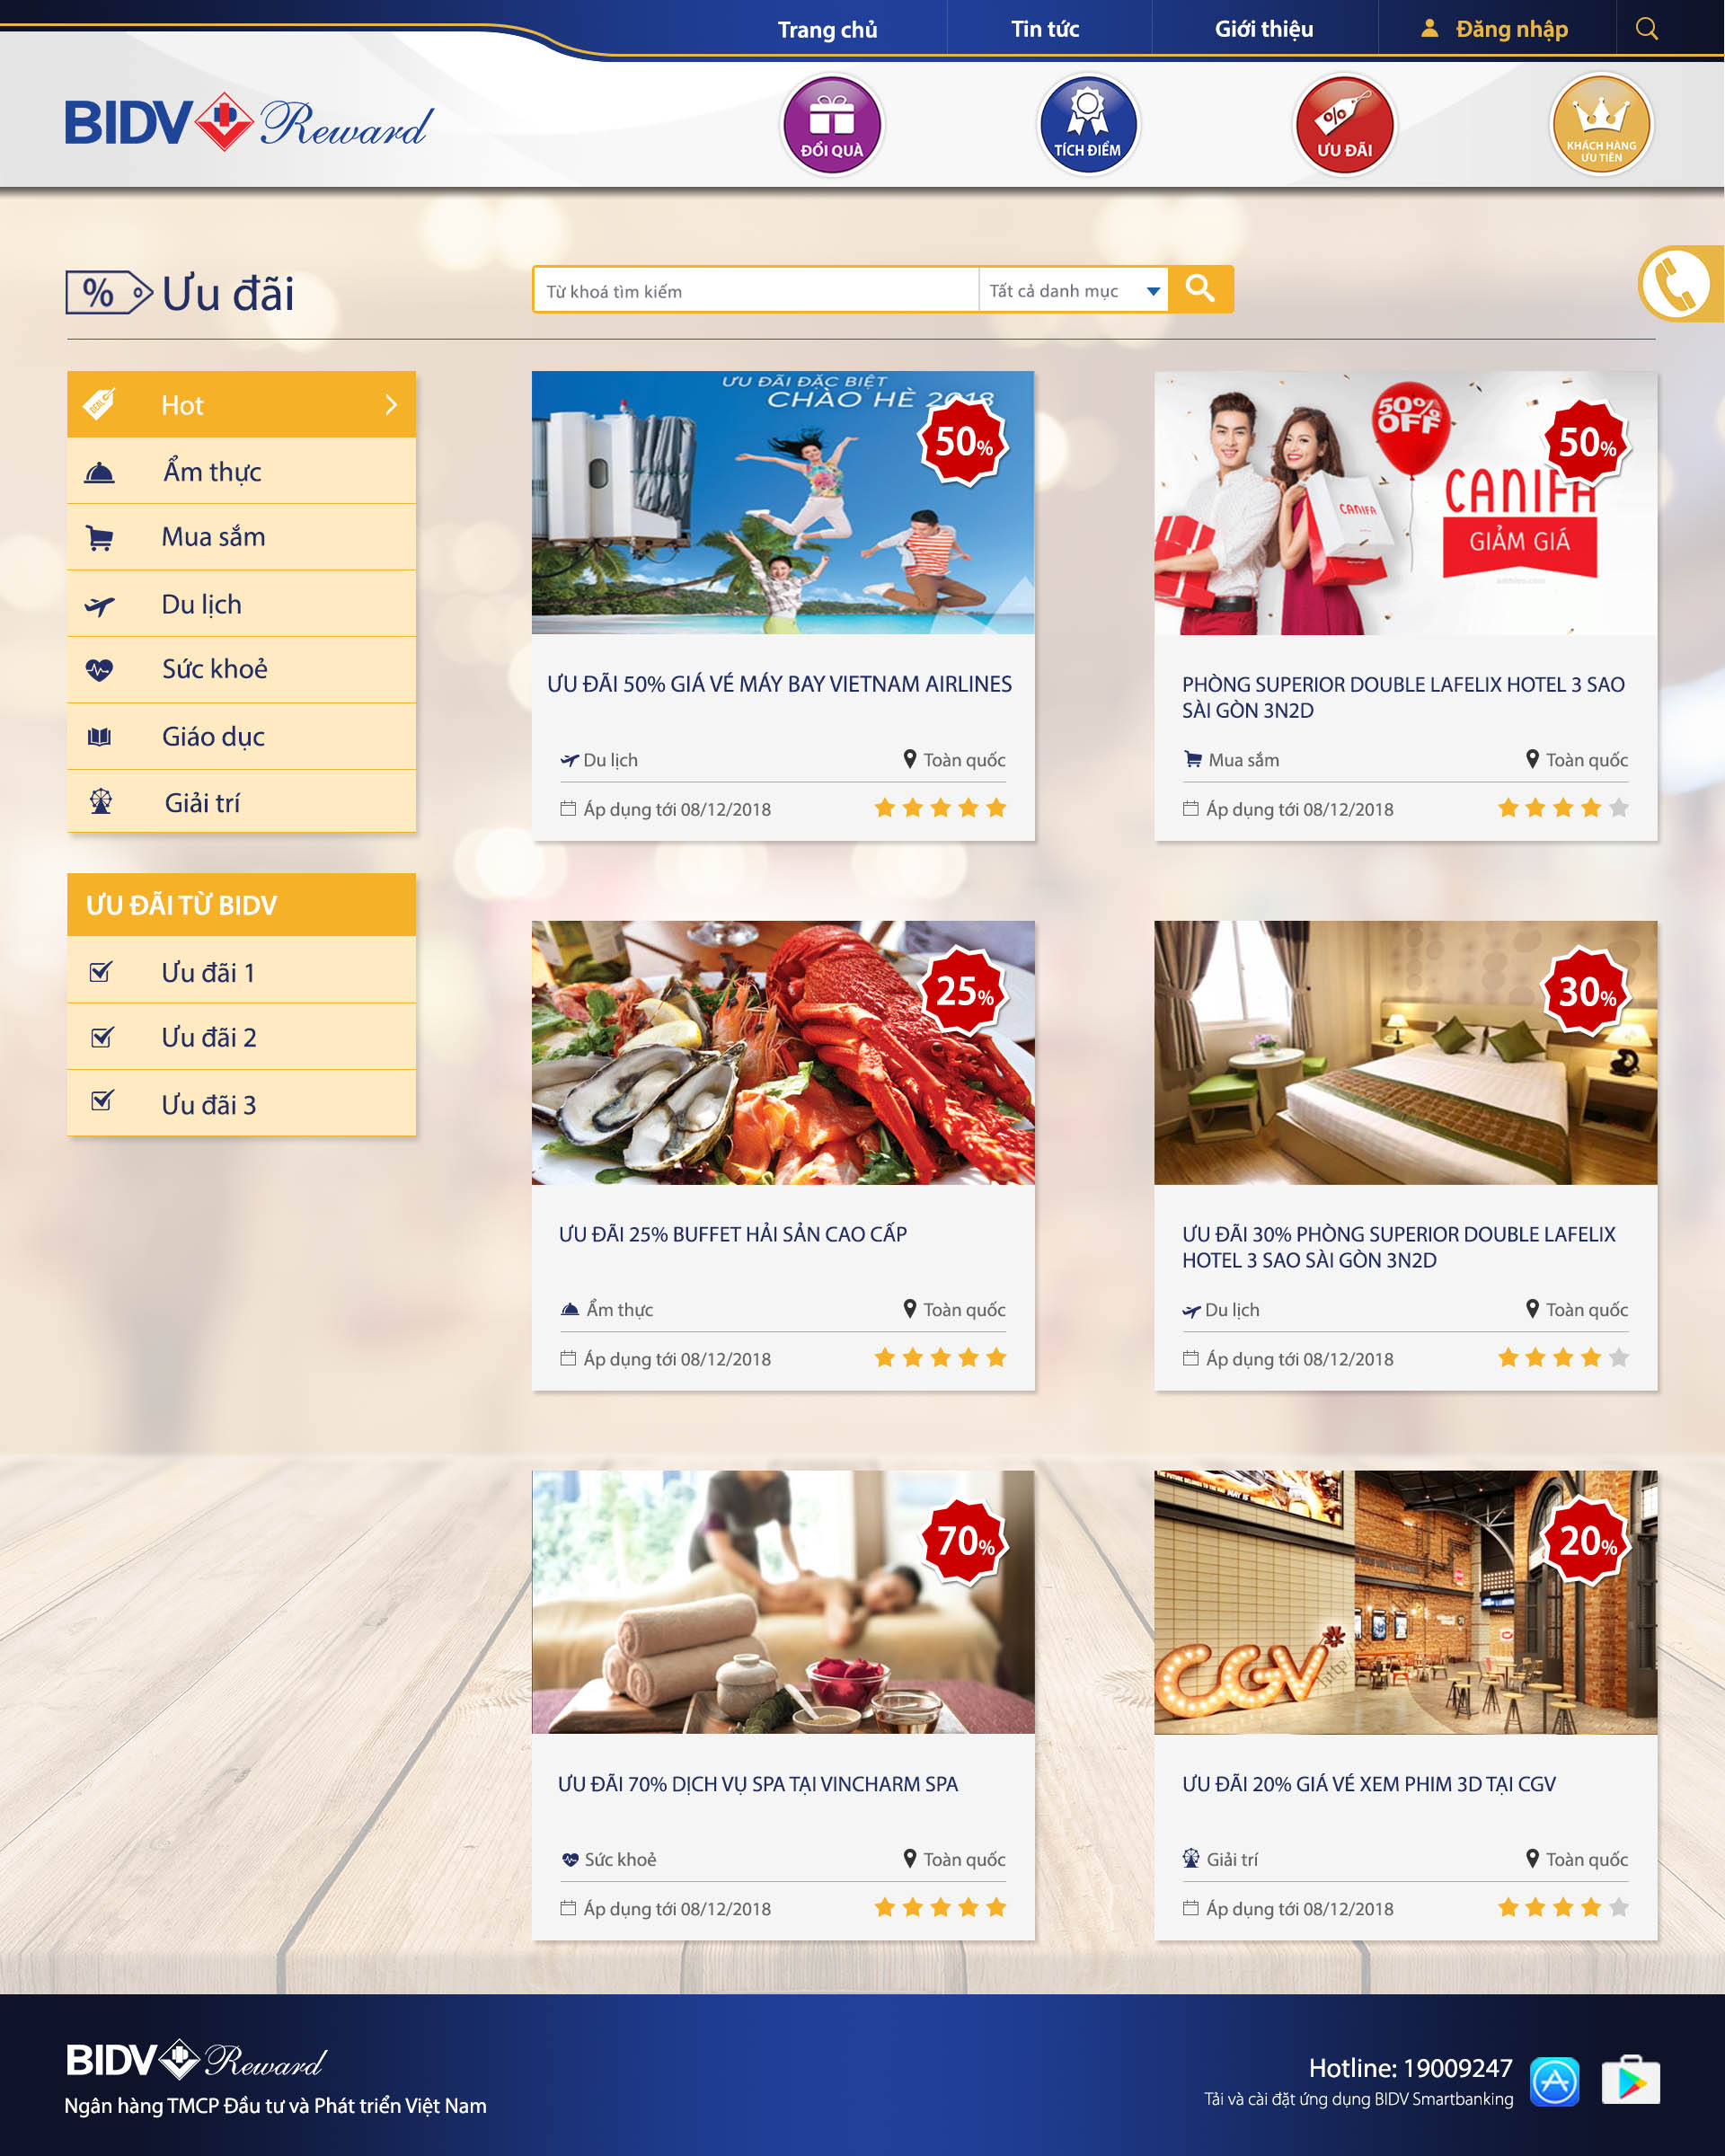 Trang chủ
Tin tức
Giới thiệu
Đăng nhập
BIDV Reward
ĐỔI QUÀ
TÍCH ĐIỂM
ƯU ĐÃI
KHÁCH HÀNG
ƯU TIÊN
% Ưu đãi
Từ khoá tìm kiếm
Tất cả danh mục
Hot
Ẩm thực
Mua sắm
Du lịch
Sức khoẻ
Giáo dục
Giải trí
ƯU ĐÃI TỪ BIDV
Ưu đãi 1
Ưu đãi 2
Ưu đãi 3
ƯU ĐÃI ĐẶC BIỆT
CHÀO HÈ 2018
50%
ƯU ĐÃI 50% GIÁ VÉ MÁY BAY VIETNAM AIRLINES
Du lịch
Toàn quốc
Áp dụng tới 08/12/2018
50%
OFF
50%
CANIFA
CANIFA
GIẢM GIÁ
PHÒNG SUPERIOR DOUBLE LAFELIX HOTEL 3 SAO
SÀI GÒN 3N2D
Mua sắm
Toàn quốc
Áp dụng tới 08/12/2018
25%
ƯU ĐÃI 25% BUFFET HẢI SẢN CAO CẤP
Ẩm thực
Toàn quốc
Áp dụng tới 08/12/2018
30%
ƯU ĐÃI 30% PHÒNG SUPERIOR DOUBLE LAFELIX
HOTEL 3 SAO SÀI GÒN 3N2D
Du lịch
Toàn quốc
Áp dụng tới 08/12/2018
70%
ƯU ĐÃI 70% DỊCH VỤ SPA TẠI VINCHARM SPA
Sức khoẻ
Toàn quốc
Áp dụng tới 08/12/2018
20%
CGV
http
ƯU ĐÃI 20% GIÁ VÉ XEM PHIM 3D TẠI CGV
Giải trí
Toàn quốc
Áp dụng tới 08/12/2018
BIDV Reward
Ngân hàng TMCP Đầu tư và Phát triển Việt Nam
Hotline: 19009247
Tải và cài đặt ứng dụng BIDV Smartbanking